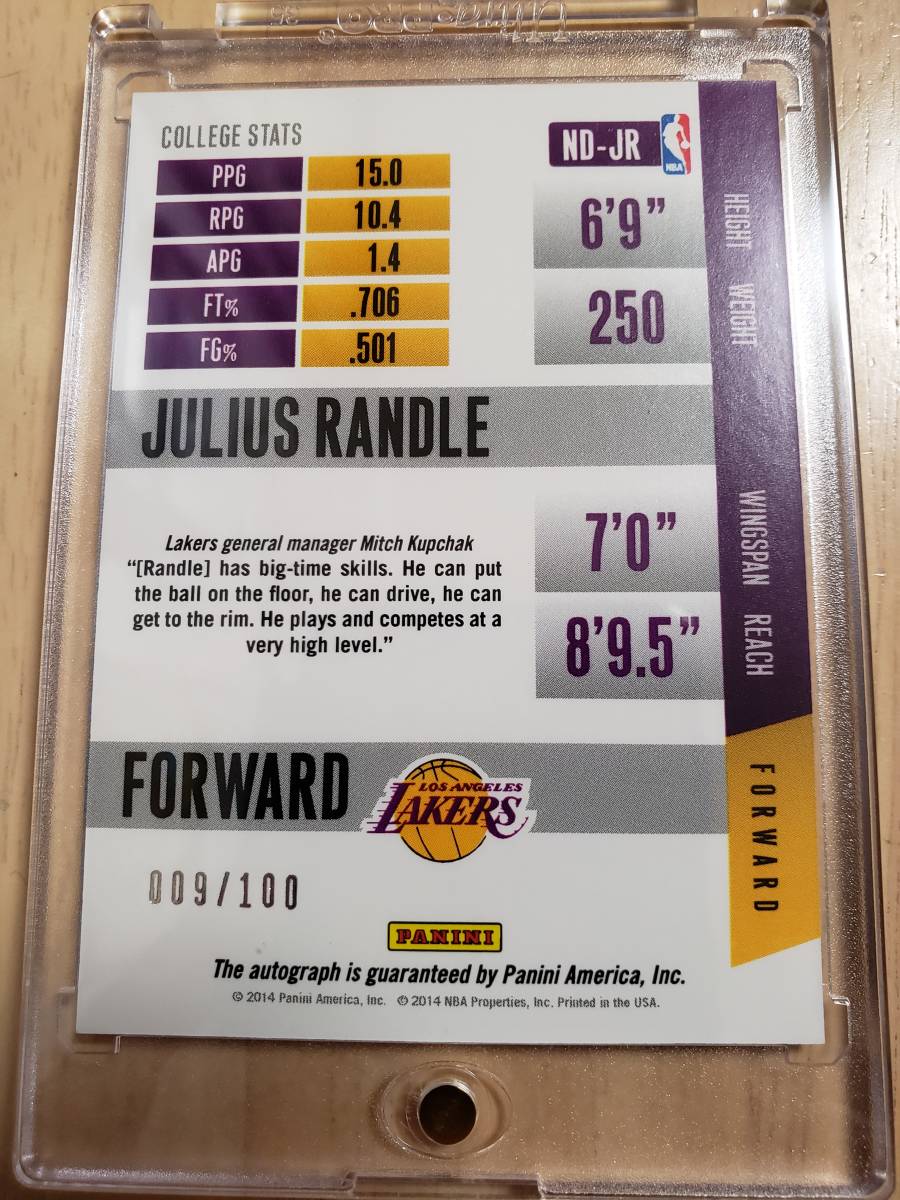 UltraPRO®
COLLEGE STATS
PPG 15.0
RPG 10.4
APG 1.4
FT% .706
FG% .501
ND-JR NBA
6’9”
250
HEIGHT WEIGHT
JULIUS RANDLE
Lakers general manager Mitch Kupchak
“[Randle] has big-time skills. He can put
the ball on the floor, he can drive, he can
get to the rim. He plays and competes at a
very high level.”
7’0”
8’9.5”
WINGSPAN REACH
FORWARD
LOS ANGELES
LAKERS
FORWARD
009/100
PANINI
The autograph is guaranteed by Panini America, Inc.
© 2014 Panini America, Inc. © 2014 NBA Properties, Inc. Printed in the USA.